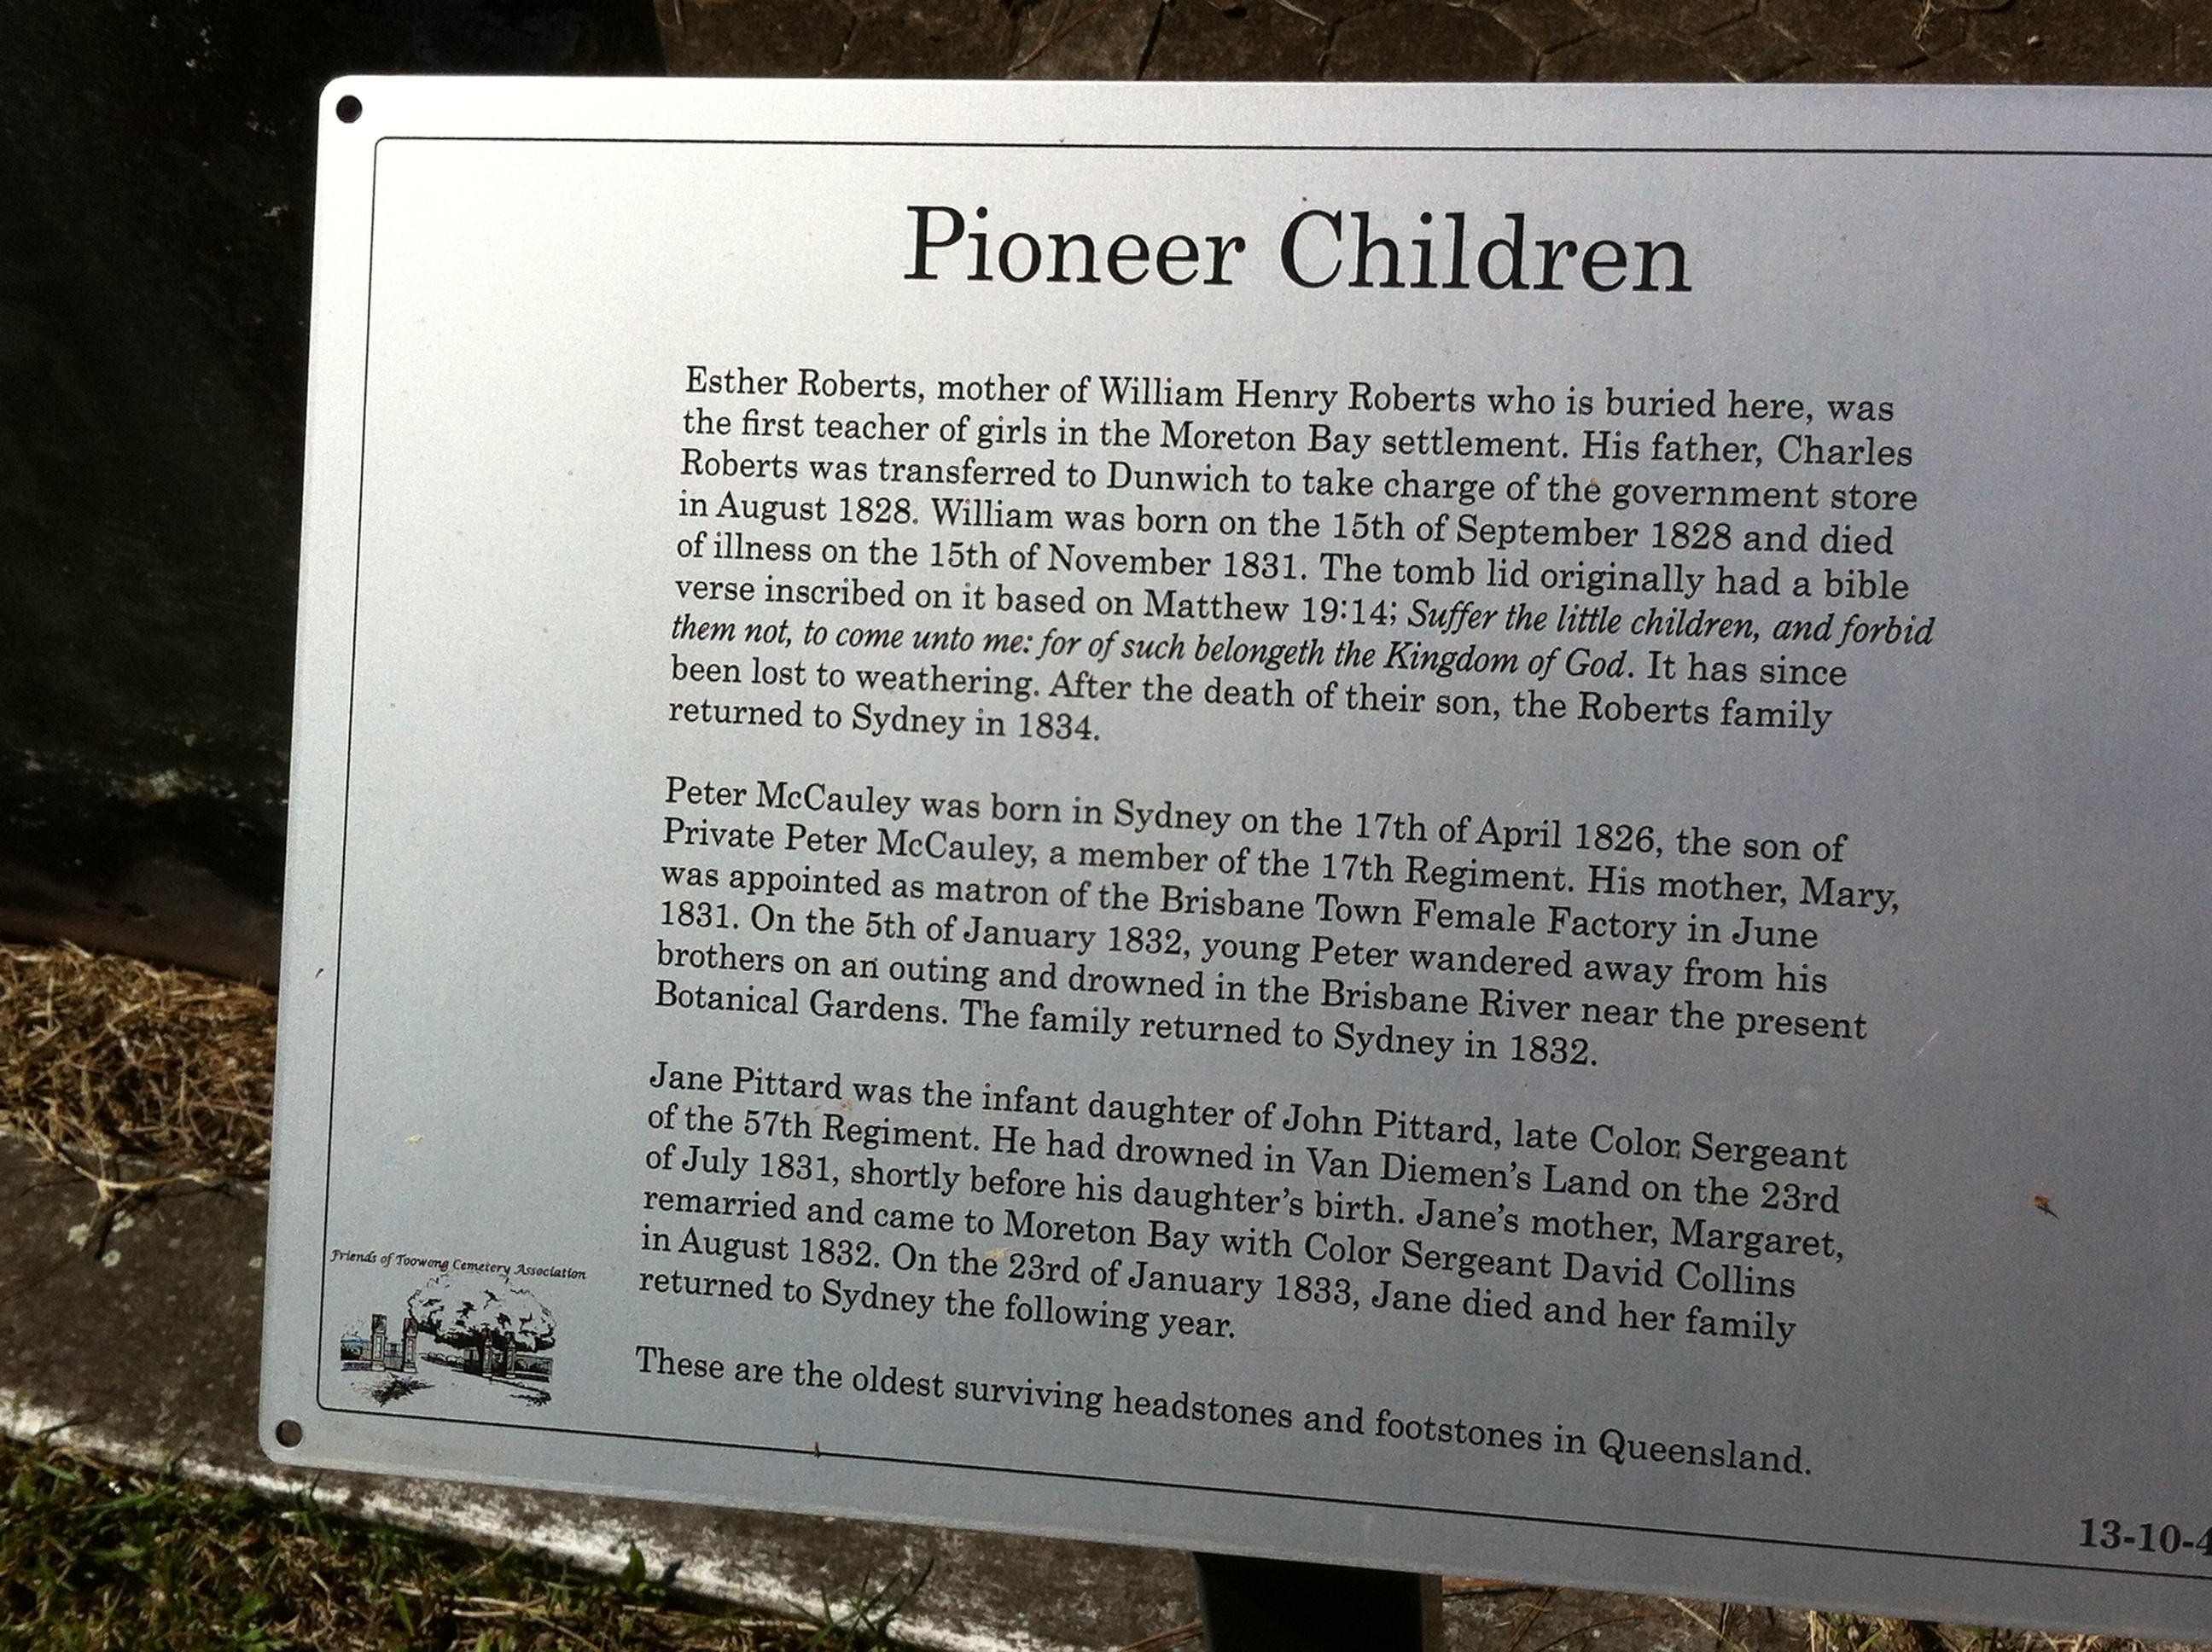 Pioneer Children
Esther Roberts, mother of William Henry Roberts who is buried here, was
the first teacher of girls in the Moreton Bay settlement. His father, Charles
Roberts was transferred to Dunwich to take charge of the government store
in August 1828. William was born on the 15th of September 1828 and died
of illness on the 15th of November 1831. The tomb lid originally had a bible
verse inscribed on it based on Matthew 19:14; Suffer the little children, and forbid
them not, to come unto me: for of such belongeth the Kingdom of God. It has since
been lost to weathering. After the death of their son, the Roberts family
returned to Sydney in 1834.
Peter McCauley was born in Sydney on the 17th of April 1826, the son of
Private Peter McCauley, a member of the 17th Regiment. His mother, Mary,
was appointed as matron of the Brisbane Town Female Factory in June
1831. On the 5th of January 1832, young Peter wandered away from his
brothers on an outing and drowned in the Brisbane River near the present
Botanical Gardens. The family returned to Sydney in 1832.
Jane Pittard was the infant daughter of John Pittard, late Color Sergeant
of the 57th Regiment. He had drowned in Van Diemen's Land on the 23rd
of July 1831, shortly before his daughter's birth. Jane's mother, Margaret,
remarried and came to Moreton Bay with Color Sergeant David Collins
in August 1832. On the 23rd of January 1833, Jane died and her family
returned to Sydney the following year.
These are the oldest surviving headstones and footstones in Queensland.
Friends of Toowong Cemetery Association
13-10-4